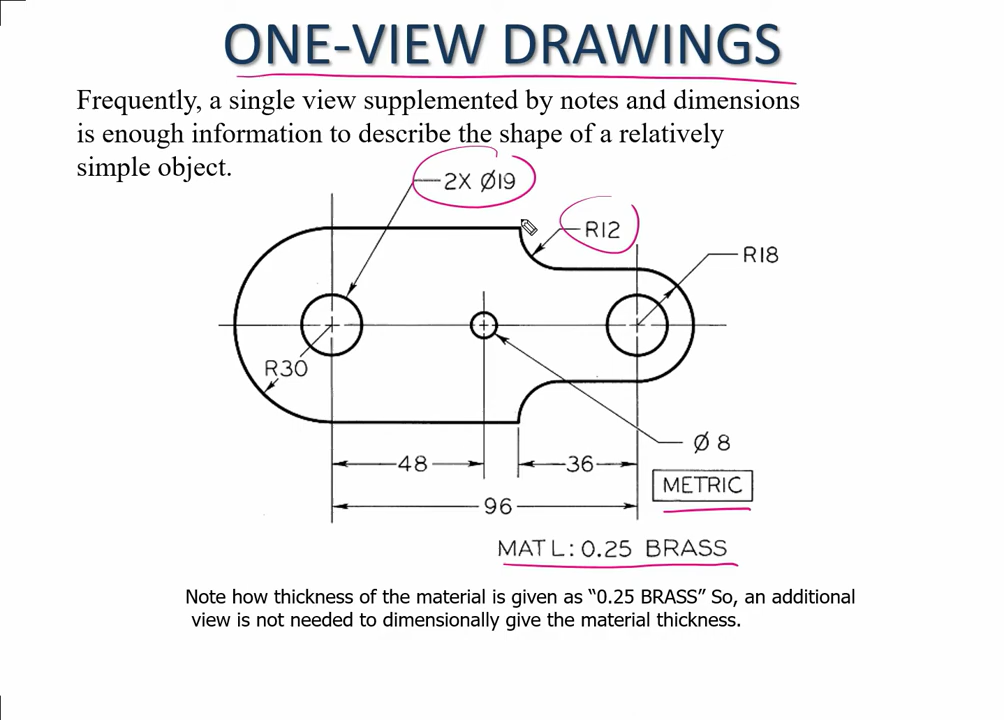 ONE-VIEW DRAWINGS
Frequently, a single view supplemented by notes and dimensions
is enough information to describe the shape of a relatively
simple object.
2X Ø19
R12
R18
R30
Ø 8
48
36
METRIC
96
MATL: 0.25 BRASS
Note how thickness of the material is given as “0.25 BRASS” So, an additional
view is not needed to dimensionally give the material thickness.